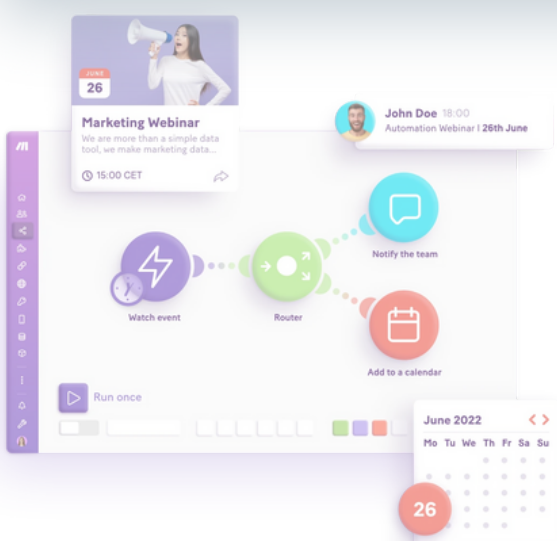 JUNE
26
Marketing Webinar
We are more than a simple data
tool, we make marketing data...
15:00 CET
John Doe 18:00
Automation Webinar I 26th June
Notify the team
Watch event
Router
Add to a calendar
Run once
June 2022
Mo Tu We Th Fr Sa Su
26